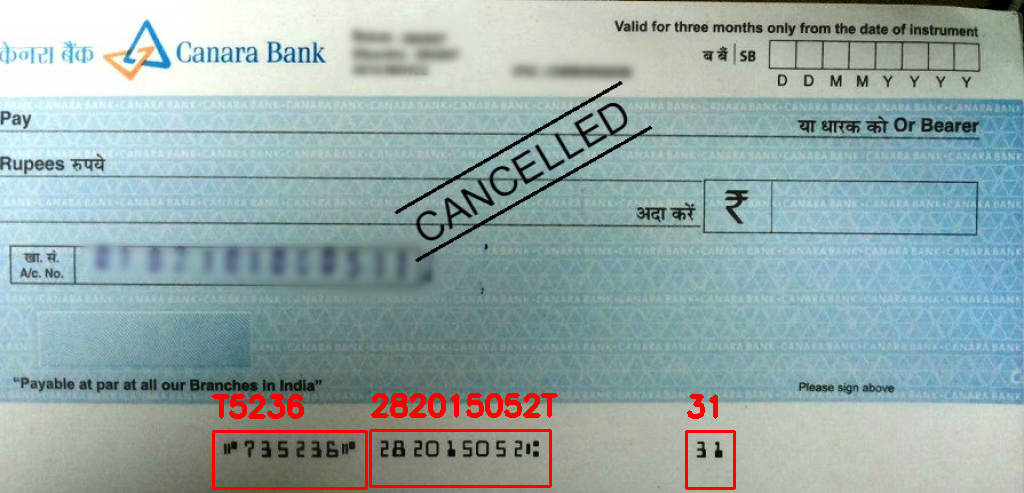 केनरा बैंक Canara Bank
Valid for three months only from the date of instrument
ब बैं SB
D D M M Y Y Y Y
Pay
या धारक को Or Bearer
Rupees रुपये
CANCELLED
अदा करें ₹
खा. सं.
A/c. No.
"Payable at par at all our Branches in India"
Please sign above
T5236 282015052T 31
⑈735236⑈ 282015052⑆ 31